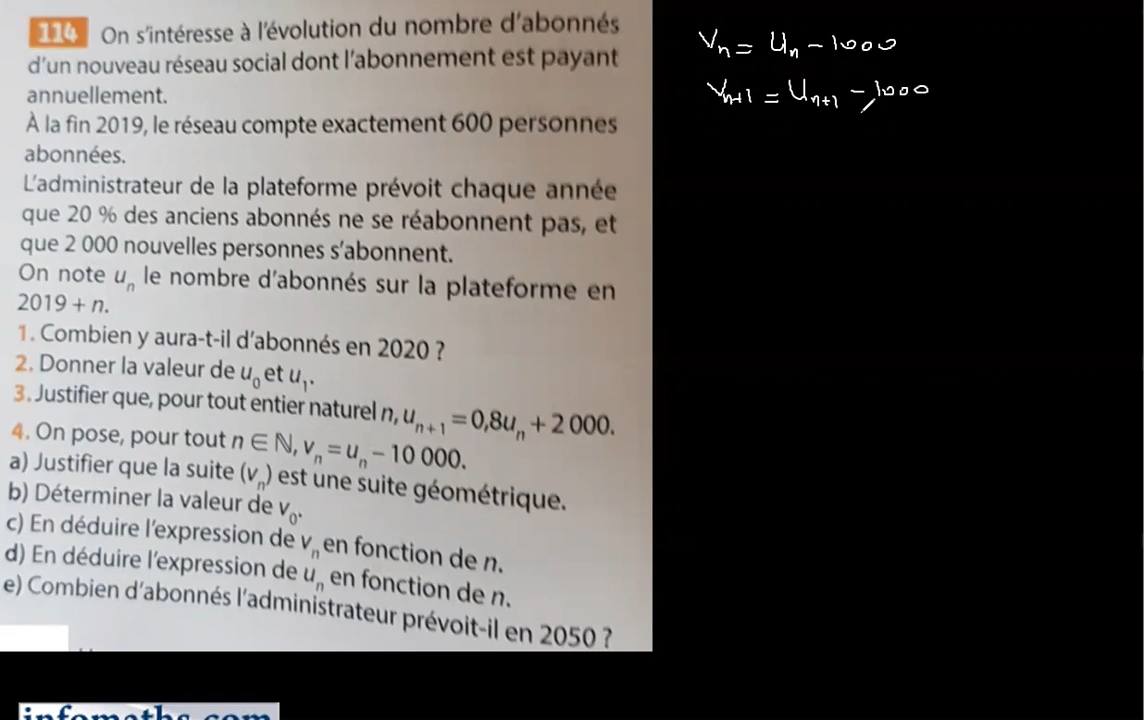 114 On s'intéresse à l'évolution du nombre d'abonnés
d'un nouveau réseau social dont l'abonnement est payant
annuellement.
À la fin 2019, le réseau compte exactement 600 personnes
abonnées.
L'administrateur de la plateforme prévoit chaque année
que 20 % des anciens abonnés ne se réabonnent pas, et
que 2 000 nouvelles personnes s'abonnent.
On note uₙ le nombre d'abonnés sur la plateforme en
2019 + n.
1. Combien y aura-t-il d'abonnés en 2020 ?
2. Donner la valeur de u₀ et u₁.
3. Justifier que, pour tout entier naturel n, uₙ₊₁ = 0,8uₙ + 2 000.
4. On pose, pour tout n ∈ ℕ, vₙ = uₙ − 10 000.
a) Justifier que la suite (vₙ) est une suite géométrique.
b) Déterminer la valeur de v₀.
c) En déduire l'expression de vₙ en fonction de n.
d) En déduire l'expression de uₙ en fonction de n.
e) Combien d'abonnés l'administrateur prévoit-il en 2050 ?
infomaths.com
vₙ = uₙ − 1000
vₙ₊₁ = uₙ₊₁ − 1000